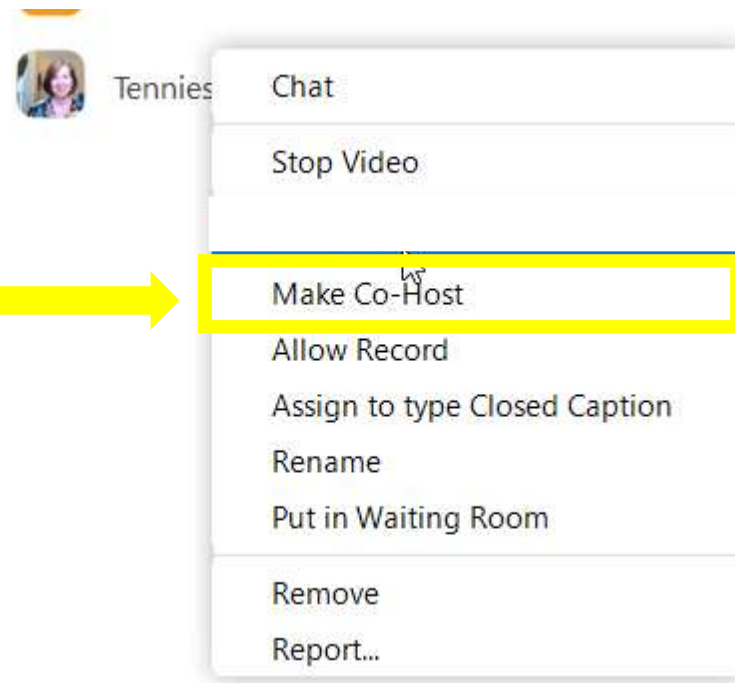 Tennies
Chat
Stop Video
Make Co-Host
Allow Record
Assign to type Closed Caption
Rename
Put in Waiting Room
Remove
Report...